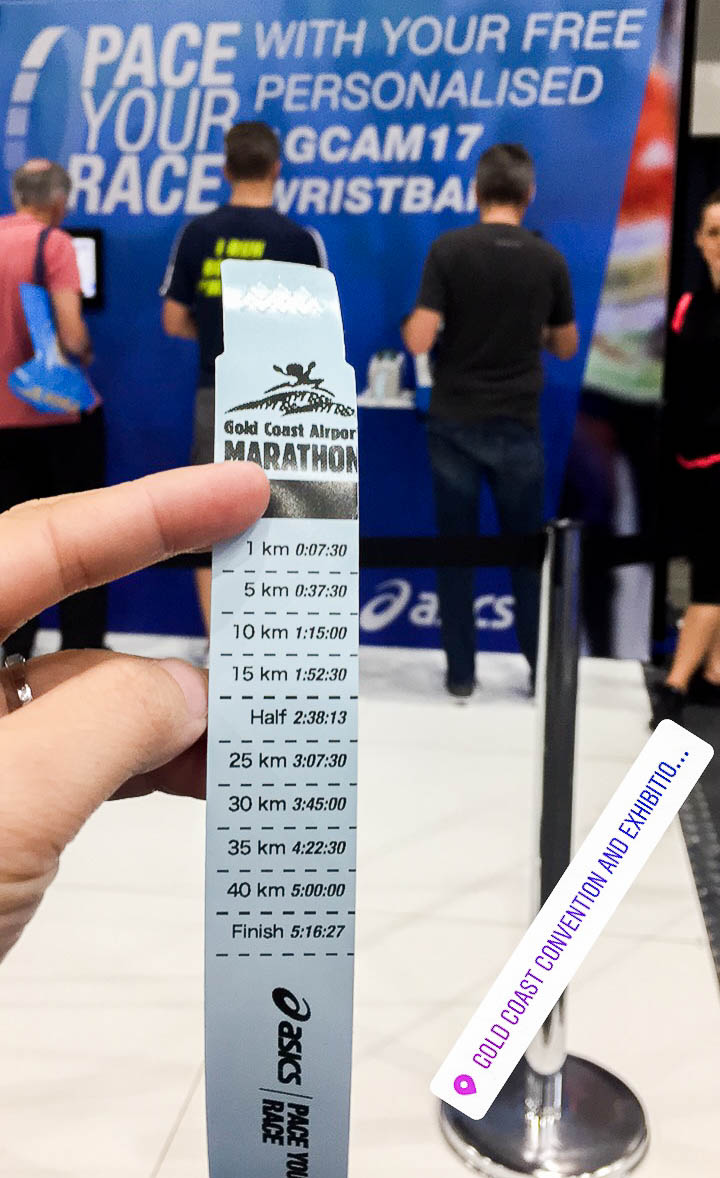 PACE WITH YOUR FREE
YOUR PERSONALISED
RACE GCAM17
WRISTBA
I RUN
Gold Coast Airpor
MARATHON
1 km 0:07:30
5 km 0:37:30
10 km 1:15:00
15 km 1:52:30
Half 2:38:13
25 km 3:07:30
30 km 3:45:00
35 km 4:22:30
40 km 5:00:00
Finish 5:16:27
asics
asics | PACE YOU
RACE
GOLD COAST CONVENTION AND EXHIBITIO...